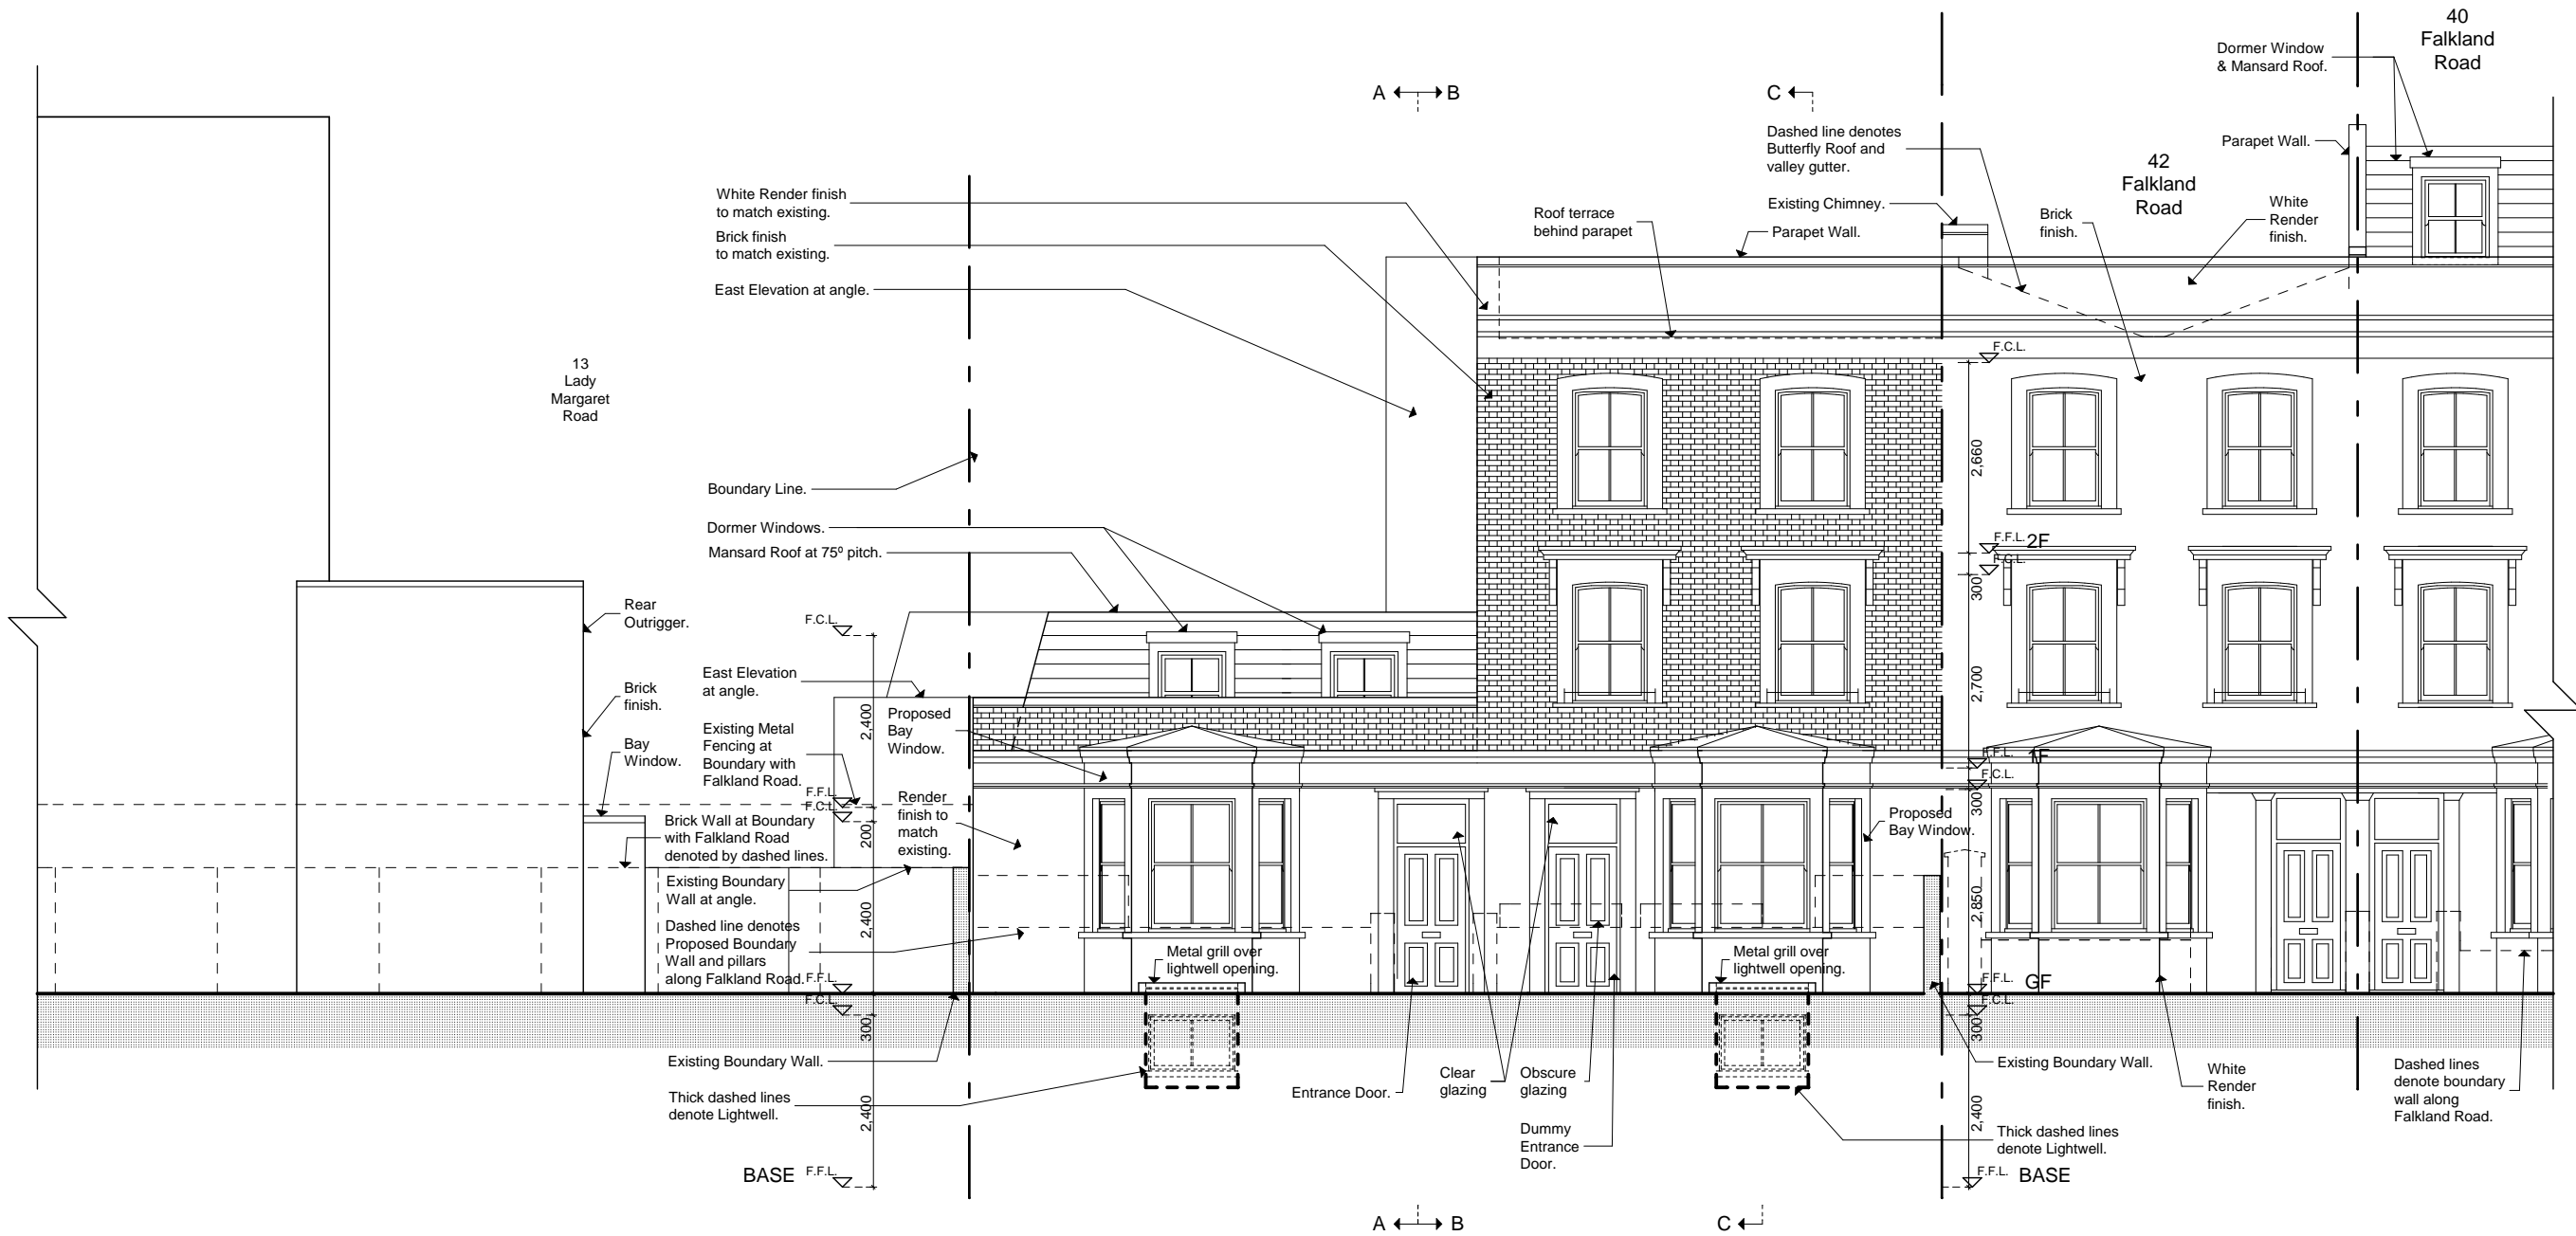 40
Falkland
Road
Dormer Window
& Mansard Roof.
A
B
C
Dashed line denotes
Butterfly Roof and
valley gutter.
Parapet Wall.
42
Falkland
Road
White Render finish
to match existing.
Existing Chimney.
White
Render
finish.
Roof terrace
behind parapet
Brick
finish.
Parapet Wall.
Brick finish
to match existing.
East Elevation at angle.
F.C.L.
13
Lady
Margaret
Road
2,660
Boundary Line.
Dormer Windows.
Mansard Roof at 75º pitch.
F.F.L.
2F
F.C.L.
300
Rear
Outrigger.
F.C.L.
East Elevation
at angle.
Brick
finish.
2,700
2,400
Proposed
Bay
Window.
Existing Metal
Fencing at
Boundary with
Falkland Road.
Bay
Window.
F.F.L.
1F
F.C.L.
300
F.F.L.
F.C.L.
Render
finish to
match
existing.
200
Brick Wall at Boundary
with Falkland Road
denoted by dashed lines.
Proposed
Bay Window.
Existing Boundary
Wall at angle.
2,850
2,400
Dashed line denotes
Proposed Boundary
Wall and pillars
along Falkland Road.
Metal grill over
lightwell opening.
Metal grill over
lightwell opening.
F.F.L.
F.C.L.
300
F.F.L.
GF
F.C.L.
300
Existing Boundary Wall.
Existing Boundary Wall.
White
Render
finish.
Dashed lines
denote boundary
wall along
Falkland Road.
Thick dashed lines
denote Lightwell.
2,400
Entrance Door.
Clear
glazing
Obscure
glazing
2,400
Dummy
Entrance
Door.
Thick dashed lines
denote Lightwell.
BASE
F.F.L.
F.F.L.
BASE
A
B
C